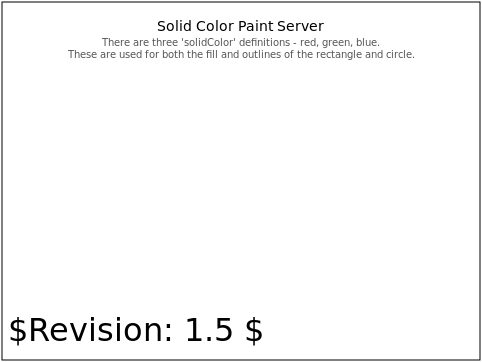 Solid Color Paint Server
There are three 'solidColor' definitions - red, green, blue.
These are used for both the fill and outlines of the rectangle and circle.
$Revision: 1.5 $